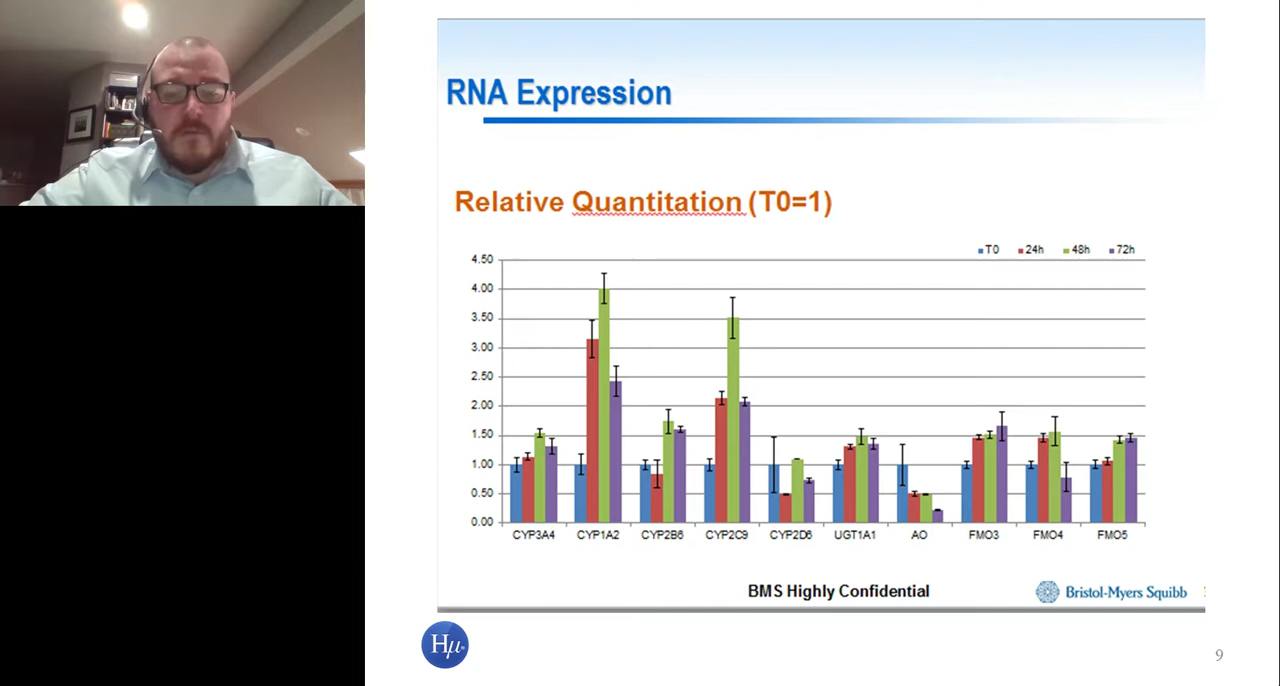 RNA Expression
Relative Quantitation (T0=1)
T0 24h 48h 72h
4.50
4.00
3.50
3.00
2.50
2.00
1.50
1.00
0.50
0.00
CYP3A4 CYP1A2 CYP2B6 CYP2C9 CYP2D6 UGT1A1 AO FMO3 FMO4 FMO5
BMS Highly Confidential
Bristol-Myers Squibb
Hμ
9